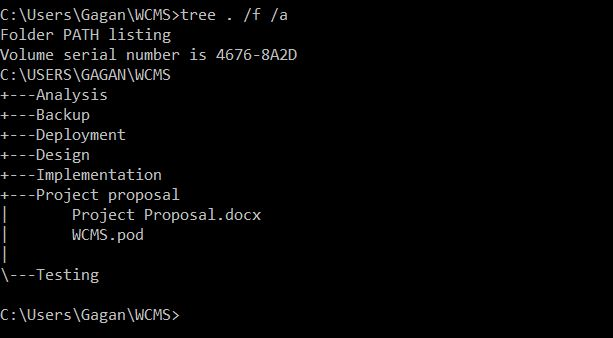 C:\Users\Gagan\WCMS>tree . /f /a
Folder PATH listing
Volume serial number is 4676-8A2D
C:\USERS\GAGAN\WCMS
+---Analysis
+---Backup
+---Deployment
+---Design
+---Implementation
+---Project proposal
|       Project Proposal.docx
|       WCMS.pod
|
\---Testing

C:\Users\Gagan\WCMS>